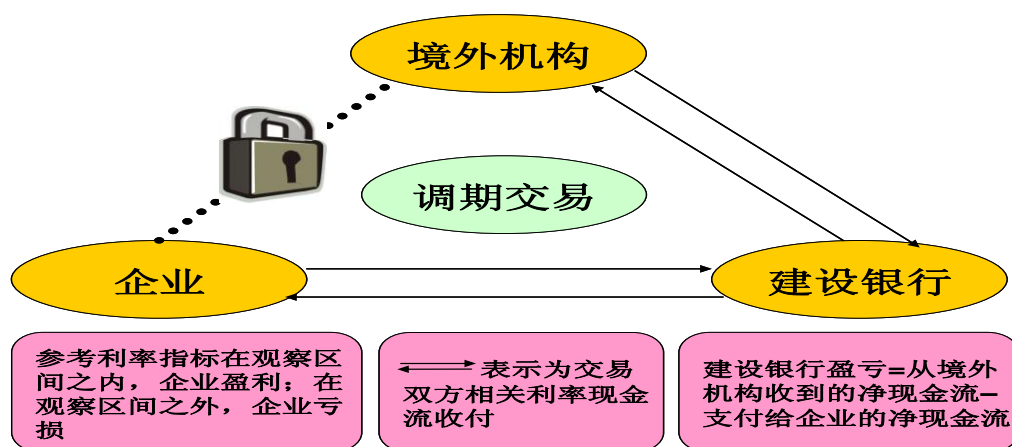 境外机构
调期交易
企业
建设银行
参考利率指标在观察区
间之内，企业盈利；在
观察区间之外，企业亏
损
表示为交易
双方相关利率现金
流收付
建设银行盈亏=从境外
机构收到的净现金流-
支付给企业的净现金流